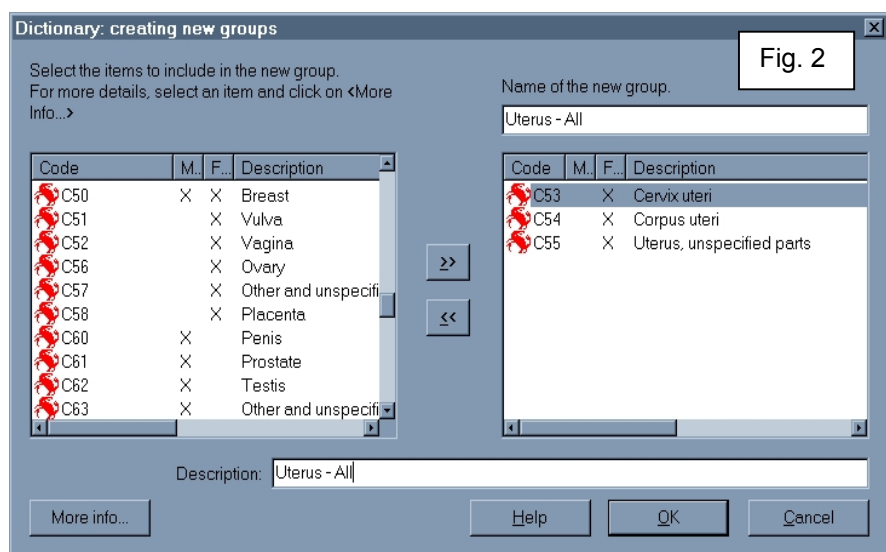 Dictionary: creating new groups
Fig. 2
Select the items to include in the new group.
For more details, select an item and click on <More
Info...>
Name of the new group.
Uterus - All
Code M.. F... Description
C50 X X Breast
C51 X Vulva
C52 X Vagina
C56 X Ovary
C57 X Other and unspecifi
C58 X Placenta
C60 X Penis
C61 X Prostate
C62 X Testis
C63 X Other and unspecifi
>>
<<
Code M.. F... Description
C53 X Cervix uteri
C54 X Corpus uteri
C55 X Uterus, unspecified parts
Description: Uterus - All
More info... Help OK Cancel